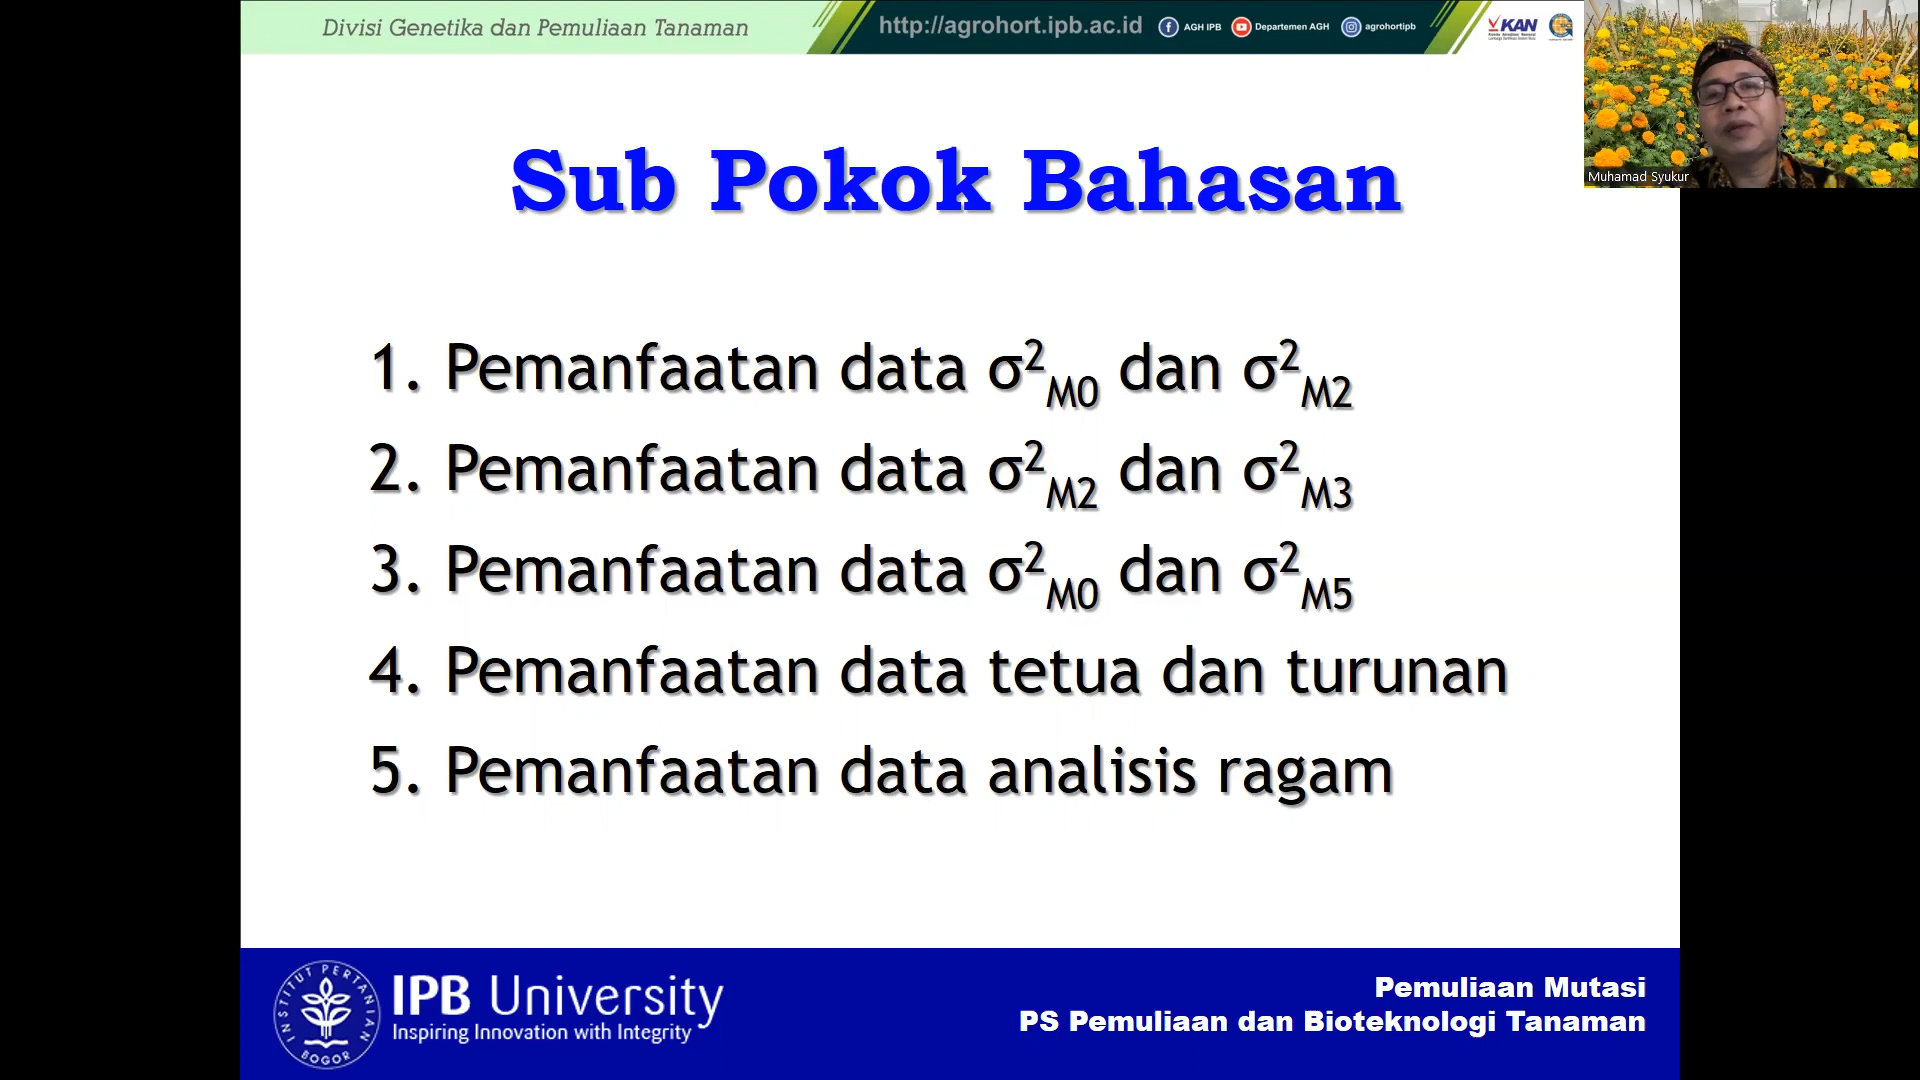 Divisi Genetika dan Pemuliaan Tanaman
http://agrohort.ipb.ac.id
AGH IPB
Departemen AGH
agrohortipb
KAN
Muhamad Syukur
Sub Pokok Bahasan
1. Pemanfaatan data σ²M0 dan σ²M2
2. Pemanfaatan data σ²M2 dan σ²M3
3. Pemanfaatan data σ²M0 dan σ²M5
4. Pemanfaatan data tetua dan turunan
5. Pemanfaatan data analisis ragam
INSTITUT PERTANIAN
BOGOR
IPB University
Inspiring Innovation with Integrity
Pemuliaan Mutasi
PS Pemuliaan dan Bioteknologi Tanaman